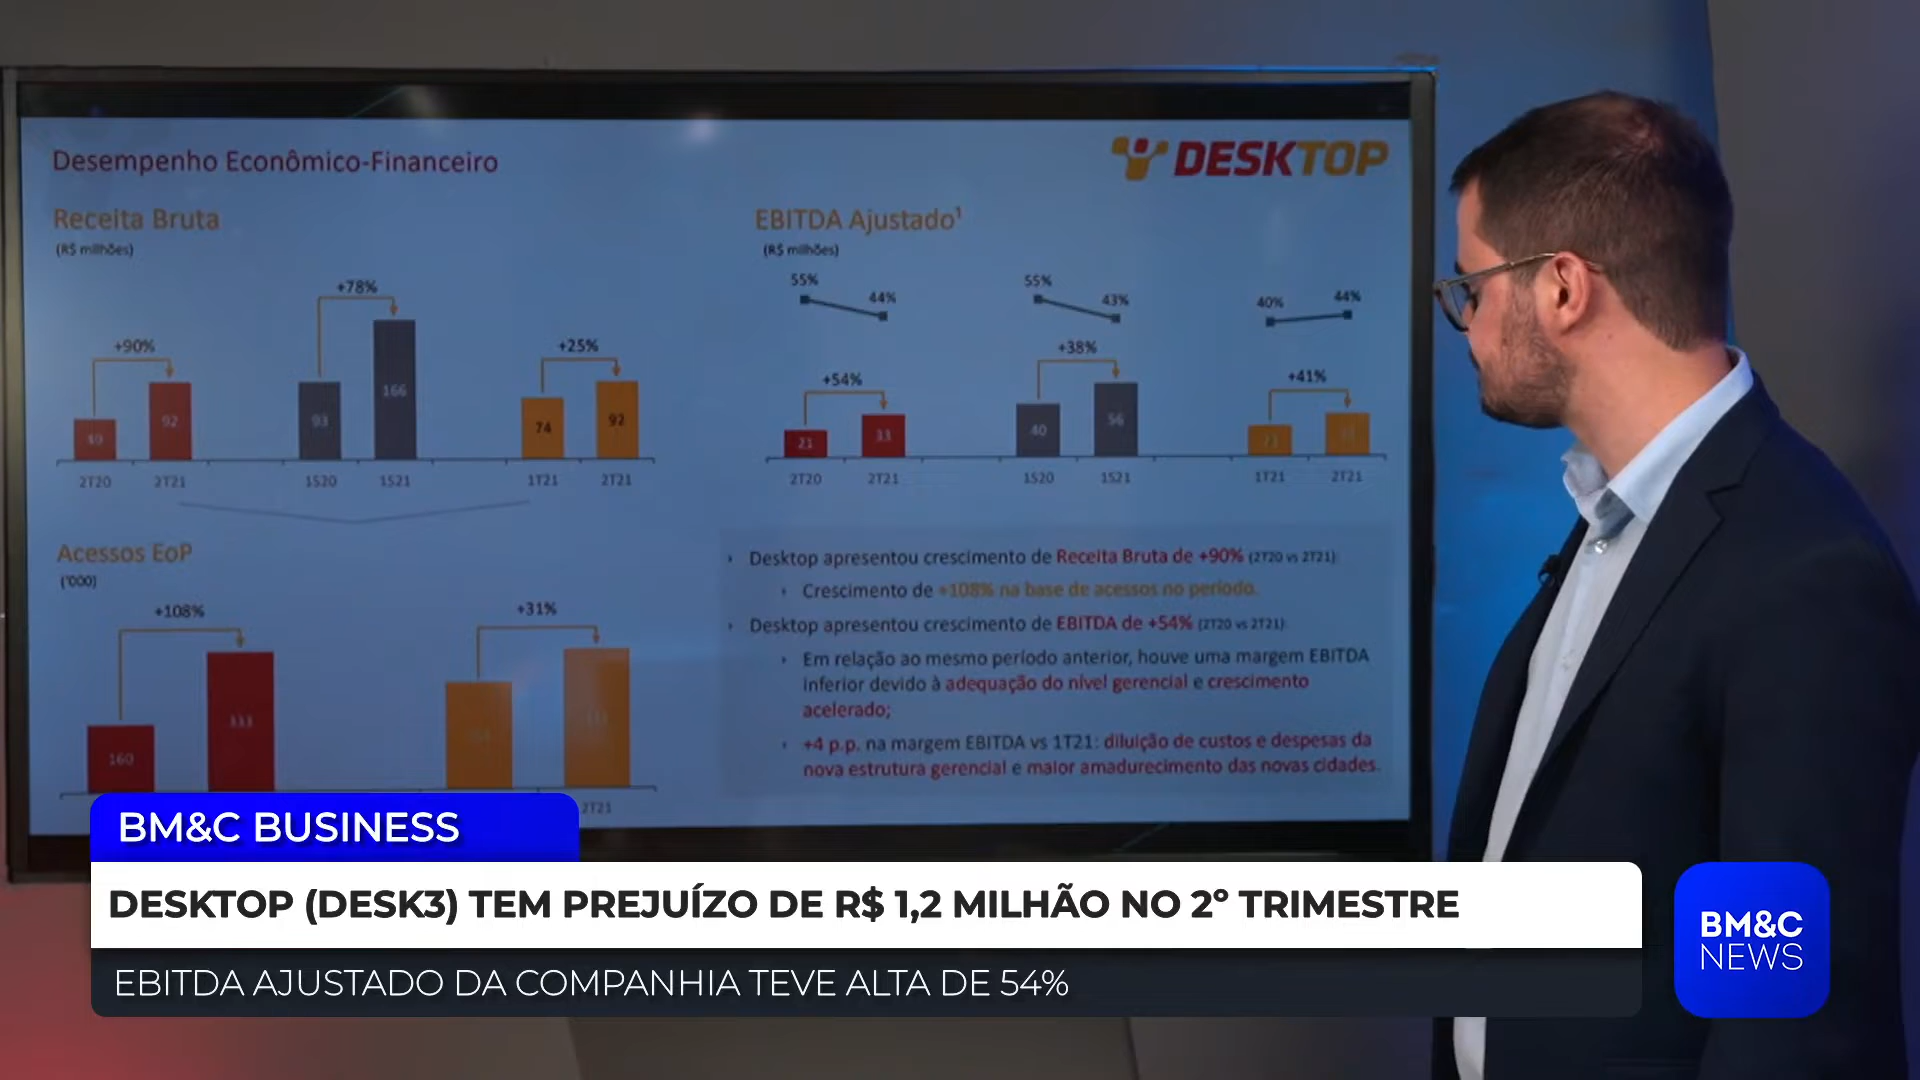 Desempenho Econômico-Financeiro
DESKTOP
Receita Bruta
(R$ milhões)
+90%
+78%
+25%
92
93
166
74
92
2T20
2T21
1S20
1S21
1T21
2T21
EBITDA Ajustado¹
(R$ milhões)
55%
44%
55%
43%
40%
44%
+54%
+38%
+41%
21
33
40
56
2T20
2T21
1S20
1S21
1T21
2T21
Acessos EoP
('000)
+108%
+31%
160
333
2T21
Desktop apresentou crescimento de Receita Bruta de +90% (2T20 vs 2T21):
Crescimento de +108% na base de acessos no período.
Desktop apresentou crescimento de EBITDA de +54% (2T20 vs 2T21):
Em relação ao mesmo período anterior, houve uma margem EBITDA
inferior devido à adequação do nível gerencial e crescimento
acelerado;
+4 p.p. na margem EBITDA vs 1T21: diluição de custos e despesas da
nova estrutura gerencial e maior amadurecimento das novas cidades.
BM&C BUSINESS
DESKTOP (DESK3) TEM PREJUÍZO DE R$ 1,2 MILHÃO NO 2º TRIMESTRE
EBITDA AJUSTADO DA COMPANHIA TEVE ALTA DE 54%
BM&C
NEWS